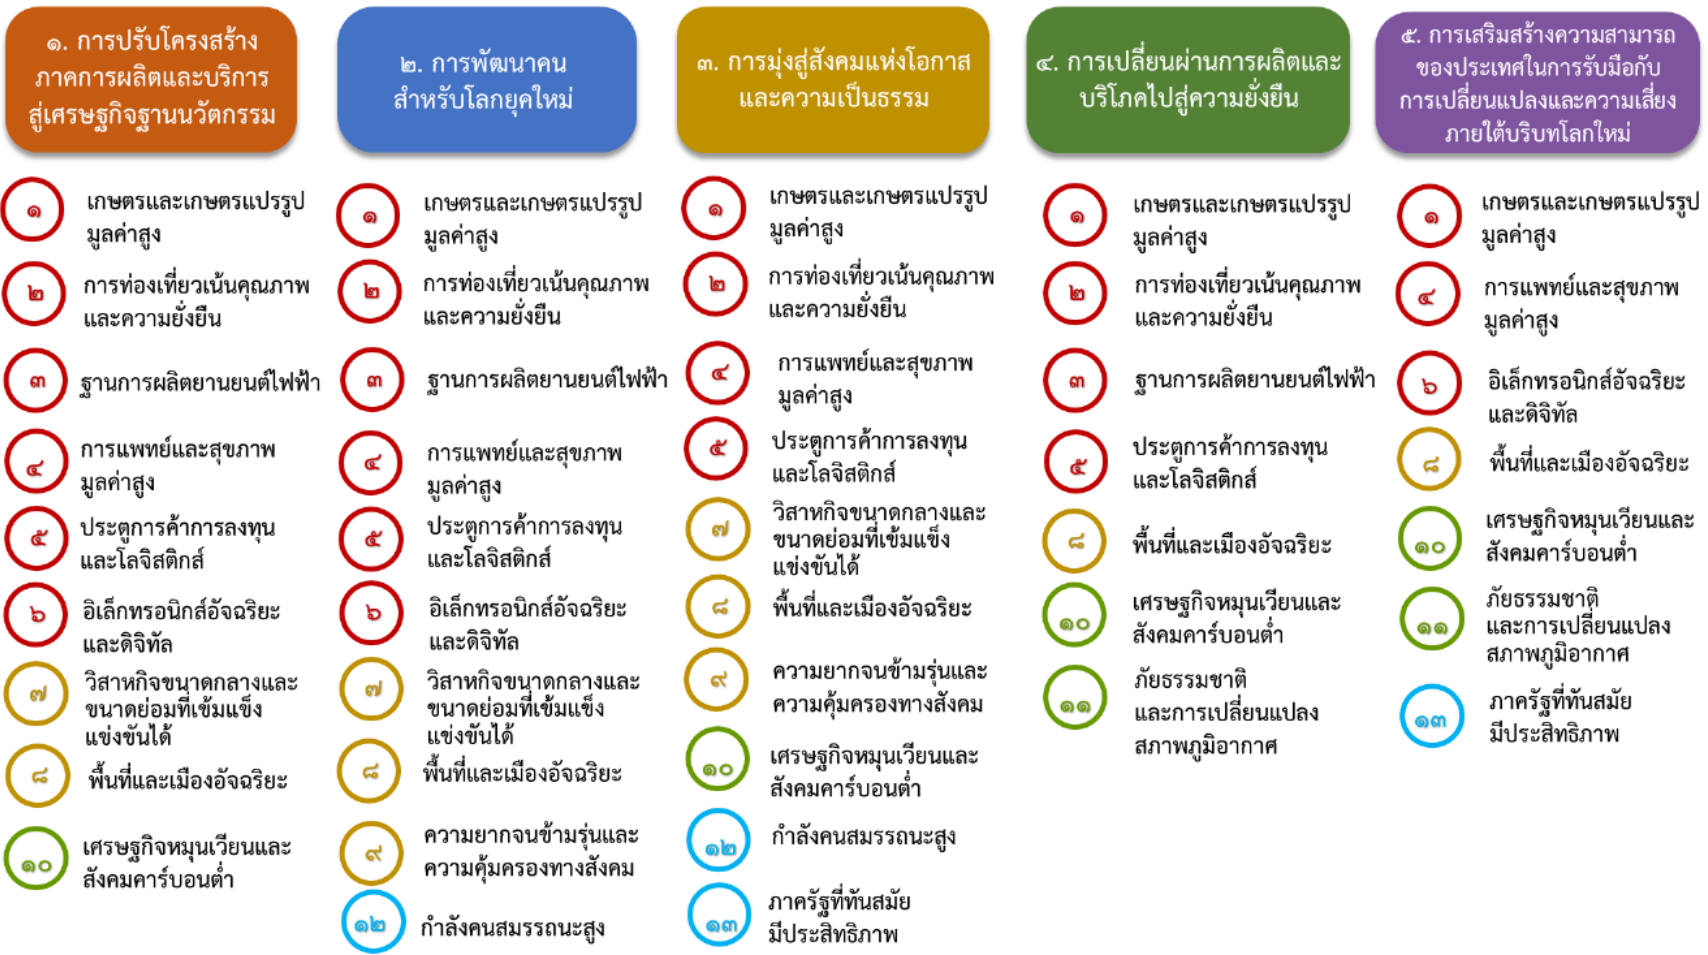 ๑. การปรับโครงสร้าง
ภาคการผลิตและบริการ
สู่เศรษฐกิจฐานนวัตกรรม
๑
เกษตรและเกษตรแปรรูป
มูลค่าสูง
๒
การท่องเที่ยวเน้นคุณภาพ
และความยั่งยืน
๓
ฐานการผลิตยานยนต์ไฟฟ้า
๔
การแพทย์และสุขภาพ
มูลค่าสูง
๕
ประตูการค้าการลงทุน
และโลจิสติกส์
๖
อิเล็กทรอนิกส์อัจฉริยะ
และดิจิทัล
๗
วิสาหกิจขนาดกลางและ
ขนาดย่อมที่เข้มแข็ง
แข่งขันได้
๘
พื้นที่และเมืองอัจฉริยะ
๑๐
เศรษฐกิจหมุนเวียนและ
สังคมคาร์บอนต่ำ
๒. การพัฒนาคน
สำหรับโลกยุคใหม่
๑
เกษตรและเกษตรแปรรูป
มูลค่าสูง
๒
การท่องเที่ยวเน้นคุณภาพ
และความยั่งยืน
๓
ฐานการผลิตยานยนต์ไฟฟ้า
๔
การแพทย์และสุขภาพ
มูลค่าสูง
๕
ประตูการค้าการลงทุน
และโลจิสติกส์
๖
อิเล็กทรอนิกส์อัจฉริยะ
และดิจิทัล
๗
วิสาหกิจขนาดกลางและ
ขนาดย่อมที่เข้มแข็ง
แข่งขันได้
๘
พื้นที่และเมืองอัจฉริยะ
๙
ความยากจนข้ามรุ่นและ
ความคุ้มครองทางสังคม
๑๒
กำลังคนสมรรถนะสูง
๓. การมุ่งสู่สังคมแห่งโอกาส
และความเป็นธรรม
๑
เกษตรและเกษตรแปรรูป
มูลค่าสูง
๒
การท่องเที่ยวเน้นคุณภาพ
และความยั่งยืน
๔
การแพทย์และสุขภาพ
มูลค่าสูง
๕
ประตูการค้าการลงทุน
และโลจิสติกส์
๗
วิสาหกิจขนาดกลางและ
ขนาดย่อมที่เข้มแข็ง
แข่งขันได้
๘
พื้นที่และเมืองอัจฉริยะ
๙
ความยากจนข้ามรุ่นและ
ความคุ้มครองทางสังคม
๑๐
เศรษฐกิจหมุนเวียนและ
สังคมคาร์บอนต่ำ
๑๒
กำลังคนสมรรถนะสูง
๑๓
ภาครัฐที่ทันสมัย
มีประสิทธิภาพ
๔. การเปลี่ยนผ่านการผลิตและ
บริโภคไปสู่ความยั่งยืน
๑
เกษตรและเกษตรแปรรูป
มูลค่าสูง
๒
การท่องเที่ยวเน้นคุณภาพ
และความยั่งยืน
๓
ฐานการผลิตยานยนต์ไฟฟ้า
๕
ประตูการค้าการลงทุน
และโลจิสติกส์
๘
พื้นที่และเมืองอัจฉริยะ
๑๐
เศรษฐกิจหมุนเวียนและ
สังคมคาร์บอนต่ำ
๑๑
ภัยธรรมชาติ
และการเปลี่ยนแปลง
สภาพภูมิอากาศ
๕. การเสริมสร้างความสามารถ
ของประเทศในการรับมือกับ
การเปลี่ยนแปลงและความเสี่ยง
ภายใต้บริบทโลกใหม่
๑
เกษตรและเกษตรแปรรูป
มูลค่าสูง
๔
การแพทย์และสุขภาพ
มูลค่าสูง
๖
อิเล็กทรอนิกส์อัจฉริยะ
และดิจิทัล
๘
พื้นที่และเมืองอัจฉริยะ
๑๐
เศรษฐกิจหมุนเวียนและ
สังคมคาร์บอนต่ำ
๑๑
ภัยธรรมชาติ
และการเปลี่ยนแปลง
สภาพภูมิอากาศ
๑๓
ภาครัฐที่ทันสมัย
มีประสิทธิภาพ